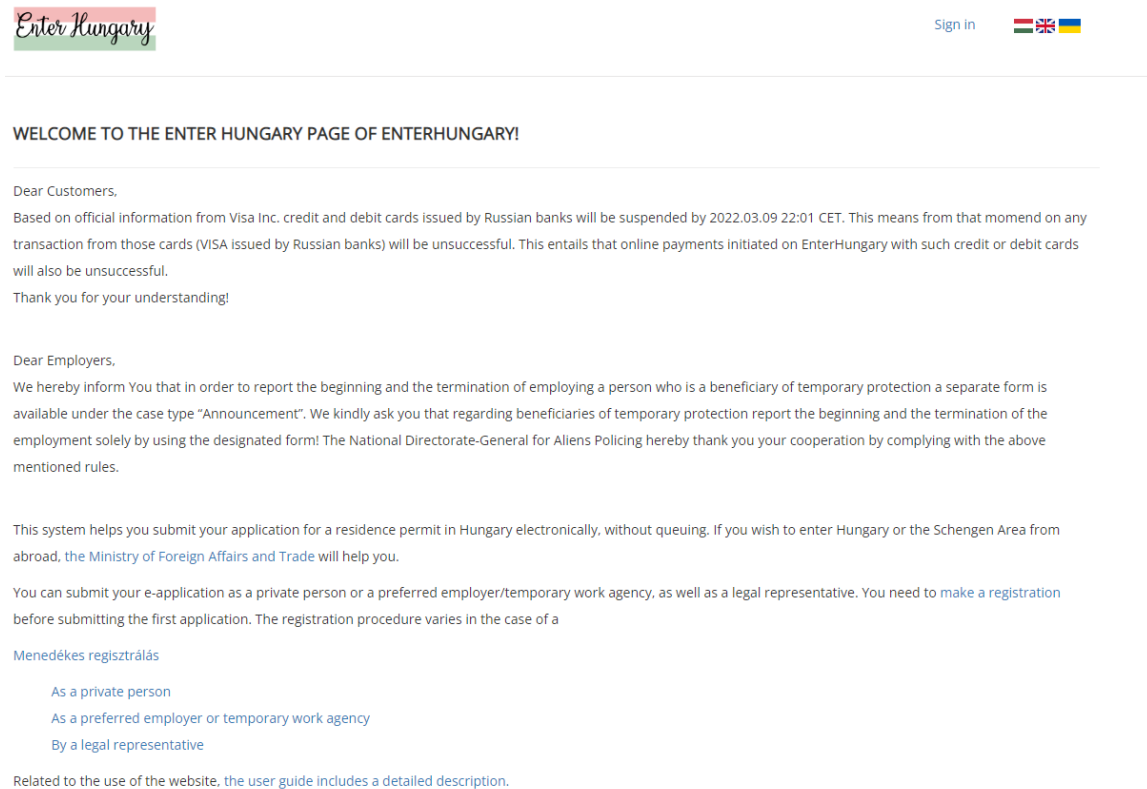 Enter Hungary
Sign in
WELCOME TO THE ENTER HUNGARY PAGE OF ENTERHUNGARY!
Dear Customers,
Based on official information from Visa Inc. credit and debit cards issued by Russian banks will be suspended by 2022.03.09 22:01 CET. This means from that momend on any
transaction from those cards (VISA issued by Russian banks) will be unsuccessful. This entails that online payments initiated on EnterHungary with such credit or debit cards
will also be unsuccessful.
Thank you for your understanding!
Dear Employers,
We hereby inform You that in order to report the beginning and the termination of employing a person who is a beneficiary of temporary protection a separate form is
available under the case type “Announcement”. We kindly ask you that regarding beneficiaries of temporary protection report the beginning and the termination of the
employment solely by using the designated form! The National Directorate-General for Aliens Policing hereby thank you your cooperation by complying with the above
mentioned rules.
This system helps you submit your application for a residence permit in Hungary electronically, without queuing. If you wish to enter Hungary or the Schengen Area from
abroad, the Ministry of Foreign Affairs and Trade will help you.
You can submit your e-application as a private person or a preferred employer/temporary work agency, as well as a legal representative. You need to make a registration
before submitting the first application. The registration procedure varies in the case of a
Menedékes regisztrálás
As a private person
As a preferred employer or temporary work agency
By a legal representative
Related to the use of the website, the user guide includes a detailed description.